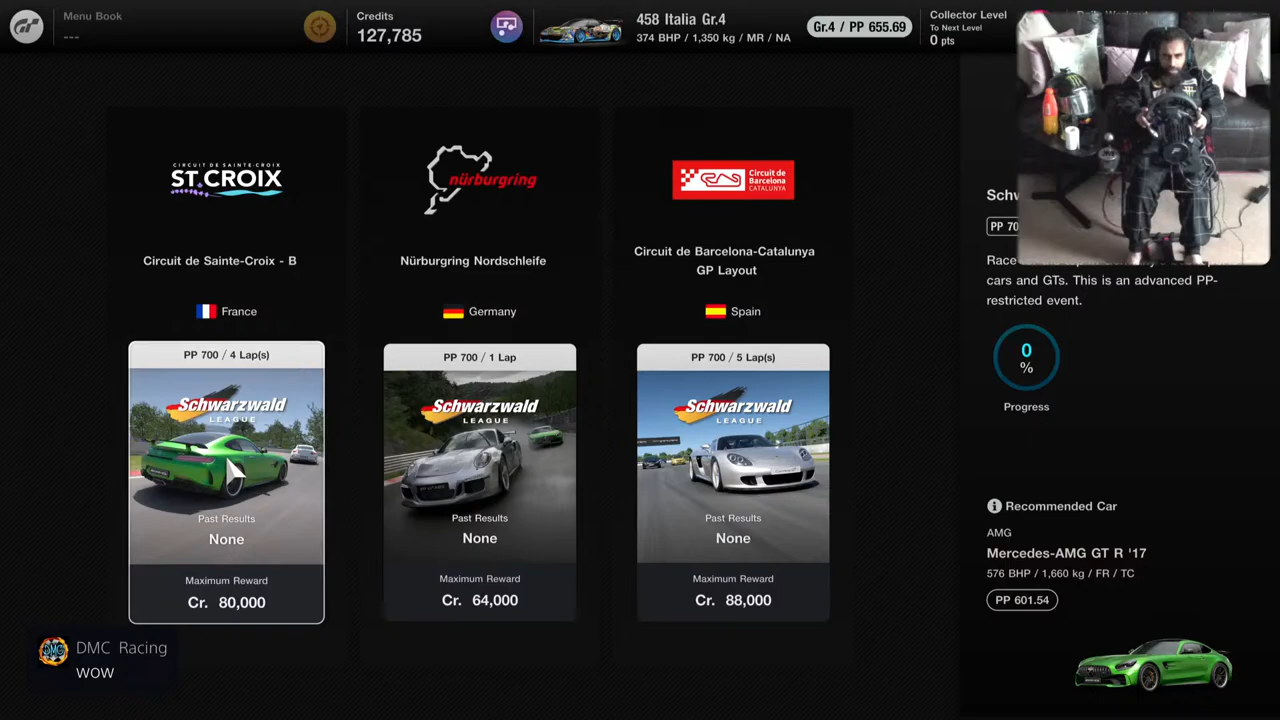 GT
Menu Book
---
Credits
127,785
458 Italia Gr.4
374 BHP / 1,350 kg / MR / NA
Gr.4 / PP 655.69
Collector Level
To Next Level
0 pts
CIRCUIT DE SAINTE-CROIX
ST.CROIX
Circuit de Sainte-Croix - B
France
PP 700 / 4 Lap(s)
Schwarzwald
LEAGUE
Past Results
None
Maximum Reward
Cr. 80,000
nürburgring
Nürburgring Nordschleife
Germany
PP 700 / 1 Lap
Schwarzwald
LEAGUE
Past Results
None
Maximum Reward
Cr. 64,000
Circuit de
Barcelona
CATALUNYA
Circuit de Barcelona-Catalunya
GP Layout
Spain
PP 700 / 5 Lap(s)
Schwarzwald
LEAGUE
Past Results
None
Maximum Reward
Cr. 88,000
Schw
PP 70
Race
cars and GTs. This is an advanced PP-
restricted event.
0
%
Progress
Recommended Car
AMG
Mercedes-AMG GT R '17
576 BHP / 1,660 kg / FR / TC
PP 601.54
DMC Racing
WOW